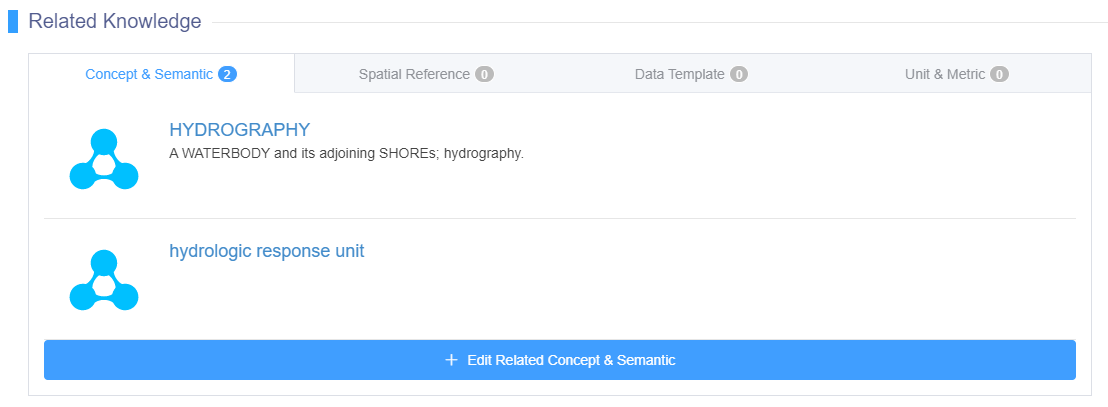 Related Knowledge
Concept & Semantic 2 Spatial Reference 0 Data Template 0 Unit & Metric 0
HYDROGRAPHY
A WATERBODY and its adjoining SHOREs; hydrography.
hydrologic response unit
+ Edit Related Concept & Semantic